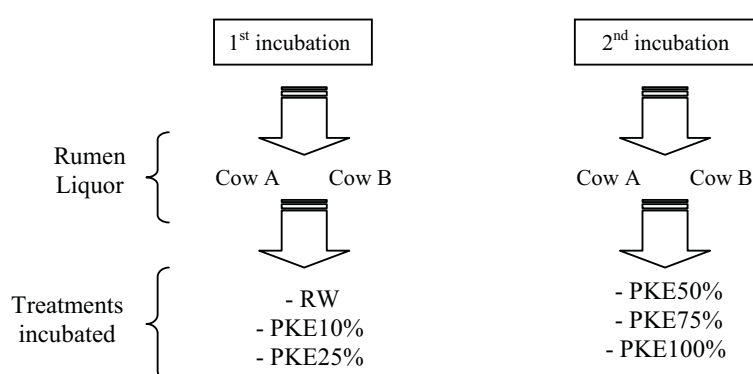 1st incubation
2nd incubation
Rumen
Liquor
Cow A Cow B
Cow A Cow B
Treatments
incubated
- RW
- PKE10%
- PKE25%
- PKE50%
- PKE75%
- PKE100%